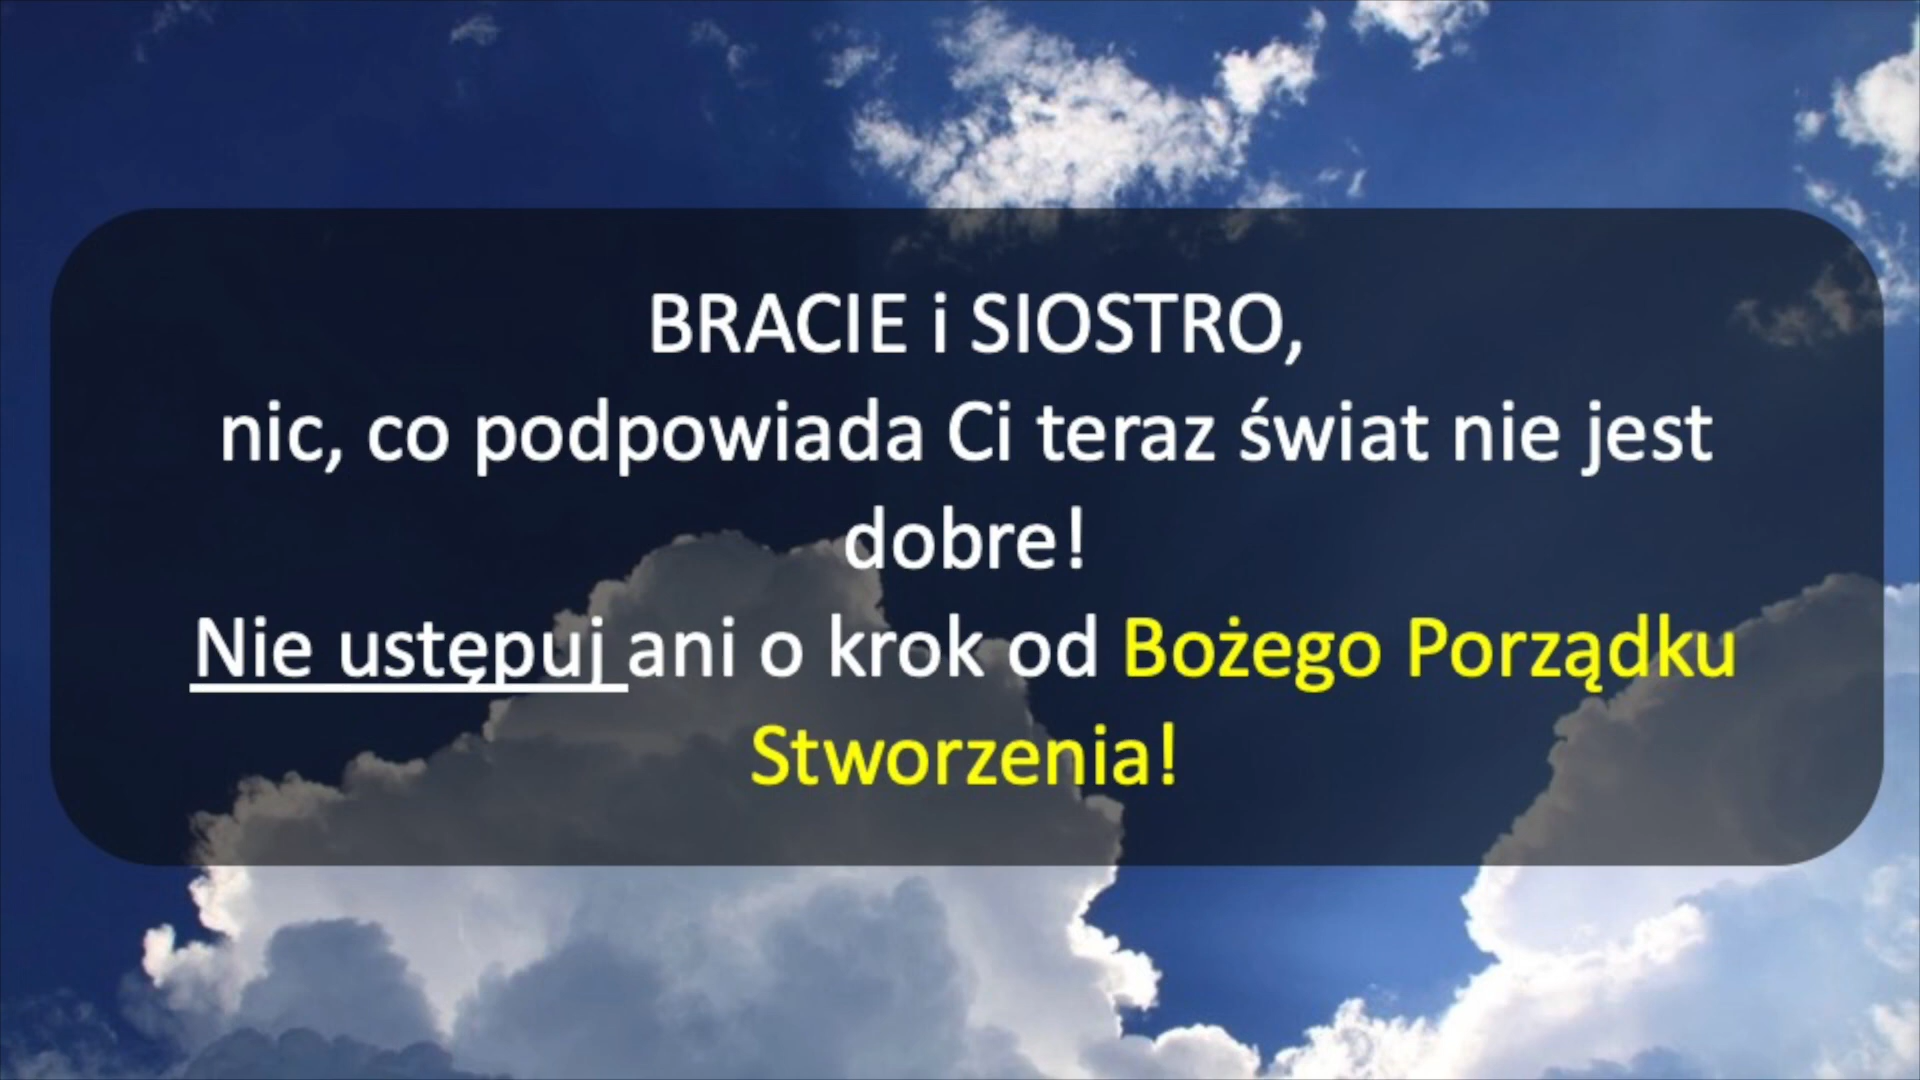 BRACIE i SIOSTRO,
nic, co podpowiada Ci teraz świat nie jest
dobre!
Nie ustępuj ani o krok od Bożego Porządku
Stworzenia!